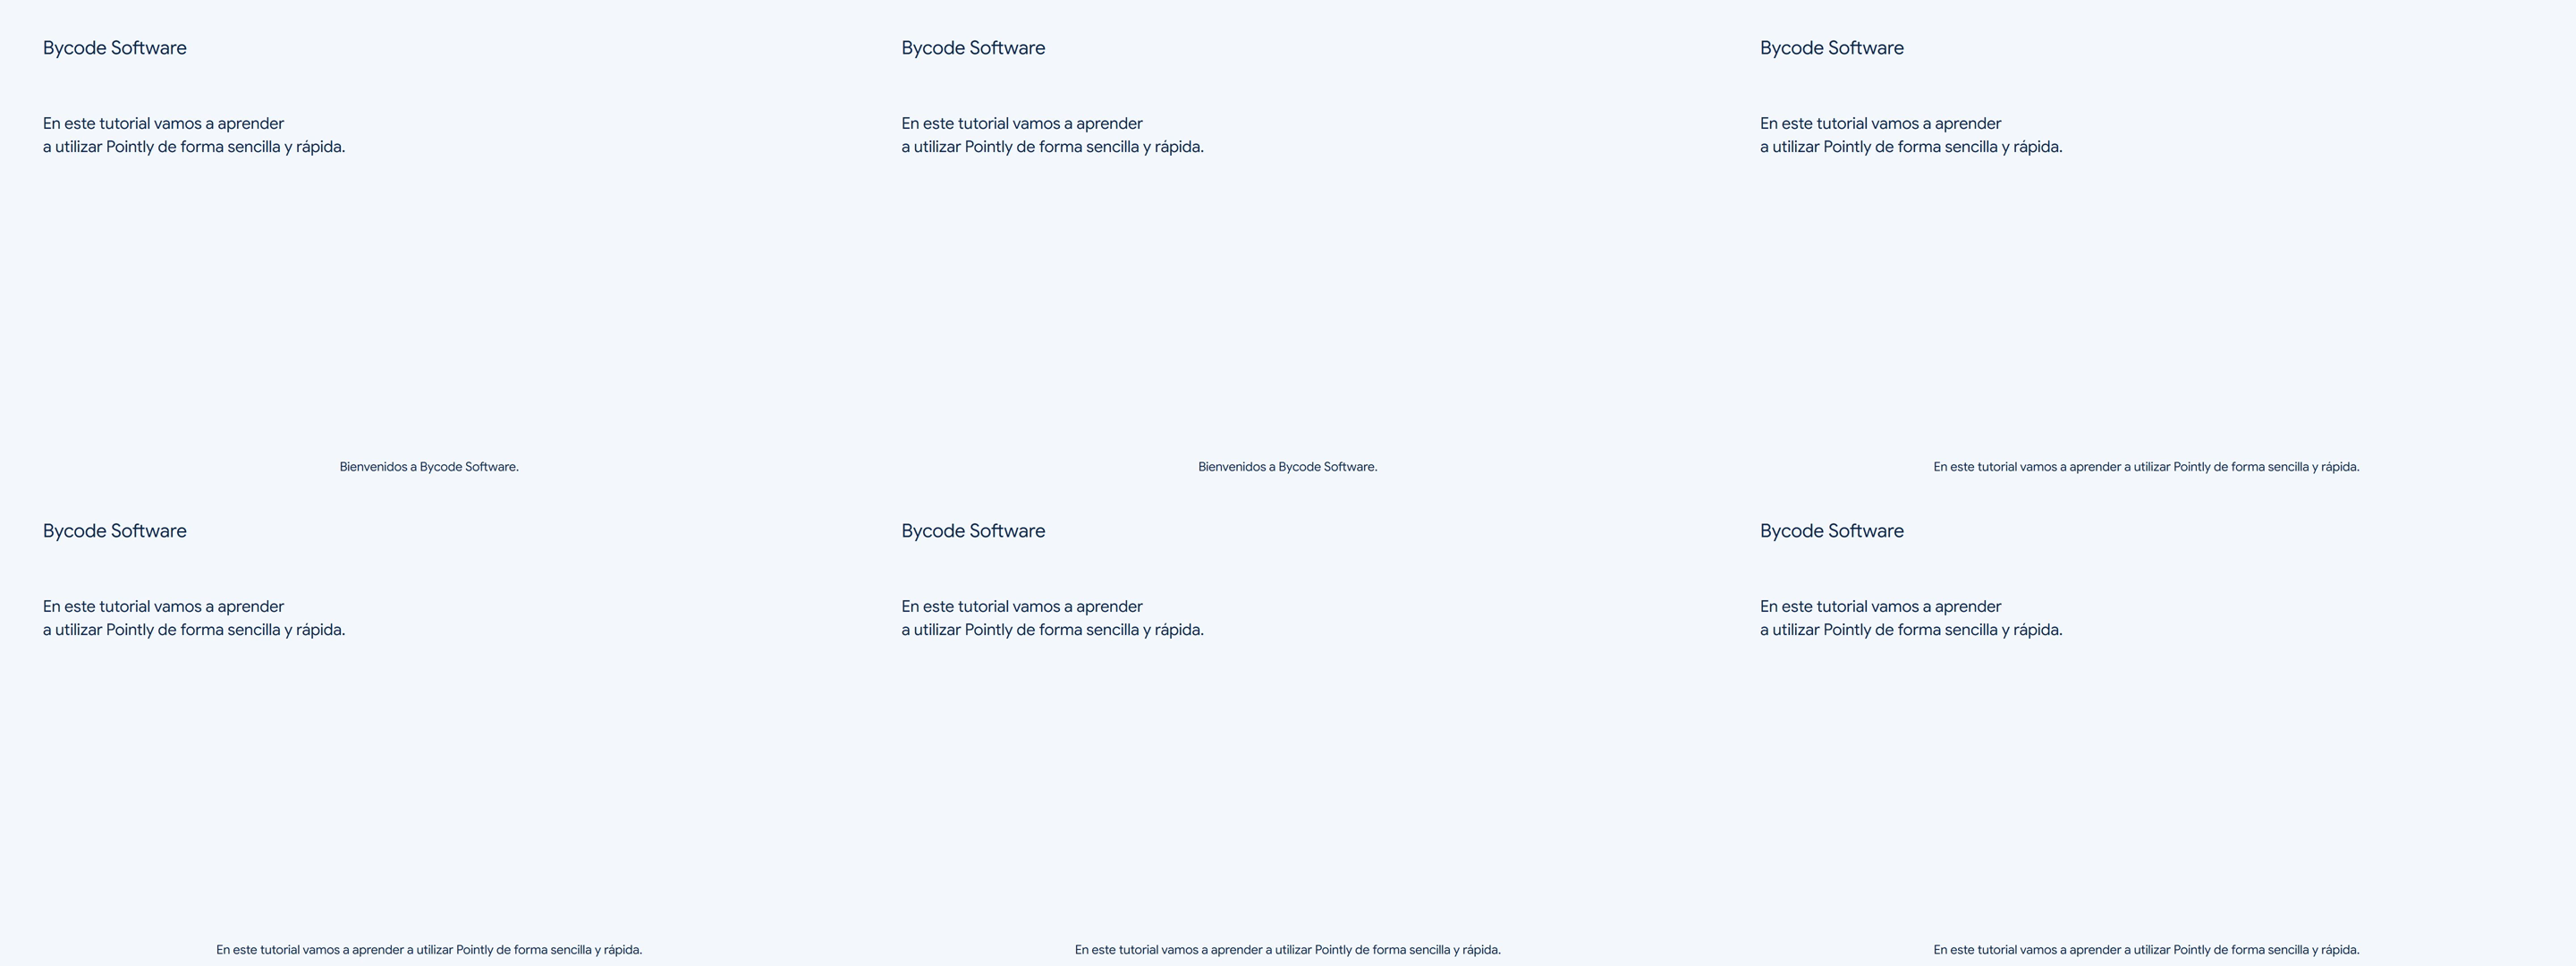 Bycode Software
En este tutorial vamos a aprender
a utilizar Pointly de forma sencilla y rápida.
Bienvenidos a Bycode Software.
Bycode Software
En este tutorial vamos a aprender
a utilizar Pointly de forma sencilla y rápida.
Bienvenidos a Bycode Software.
Bycode Software
En este tutorial vamos a aprender
a utilizar Pointly de forma sencilla y rápida.
En este tutorial vamos a aprender a utilizar Pointly de forma sencilla y rápida.
Bycode Software
En este tutorial vamos a aprender
a utilizar Pointly de forma sencilla y rápida.
En este tutorial vamos a aprender a utilizar Pointly de forma sencilla y rápida.
Bycode Software
En este tutorial vamos a aprender
a utilizar Pointly de forma sencilla y rápida.
En este tutorial vamos a aprender a utilizar Pointly de forma sencilla y rápida.
Bycode Software
En este tutorial vamos a aprender
a utilizar Pointly de forma sencilla y rápida.
En este tutorial vamos a aprender a utilizar Pointly de forma sencilla y rápida.